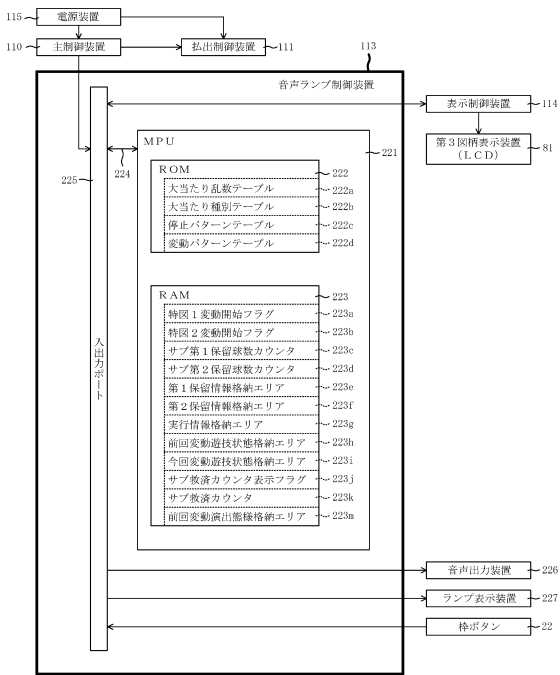 115
電源装置
110
主制御装置
払出制御装置
111
113
音声ランプ制御装置
表示制御装置
114
第3図柄表示装置
(LCD)
81
MPU
221
224
225
入出力ポート
ROM
222
大当たり乱数テーブル
222a
大当たり種別テーブル
222b
停止パターンテーブル
222c
変動パターンテーブル
222d
RAM
223
特図1変動開始フラグ
223a
特図2変動開始フラグ
223b
サブ第1保留球数カウンタ
223c
サブ第2保留球数カウンタ
223d
第1保留情報格納エリア
223e
第2保留情報格納エリア
223f
実行情報格納エリア
223g
前回変動遊技状態格納エリア
223h
今回変動遊技状態格納エリア
223i
サブ救済カウンタ表示フラグ
223j
サブ救済カウンタ
223k
前回変動演出態様格納エリア
223m
音声出力装置
226
ランプ表示装置
227
枠ボタン
22